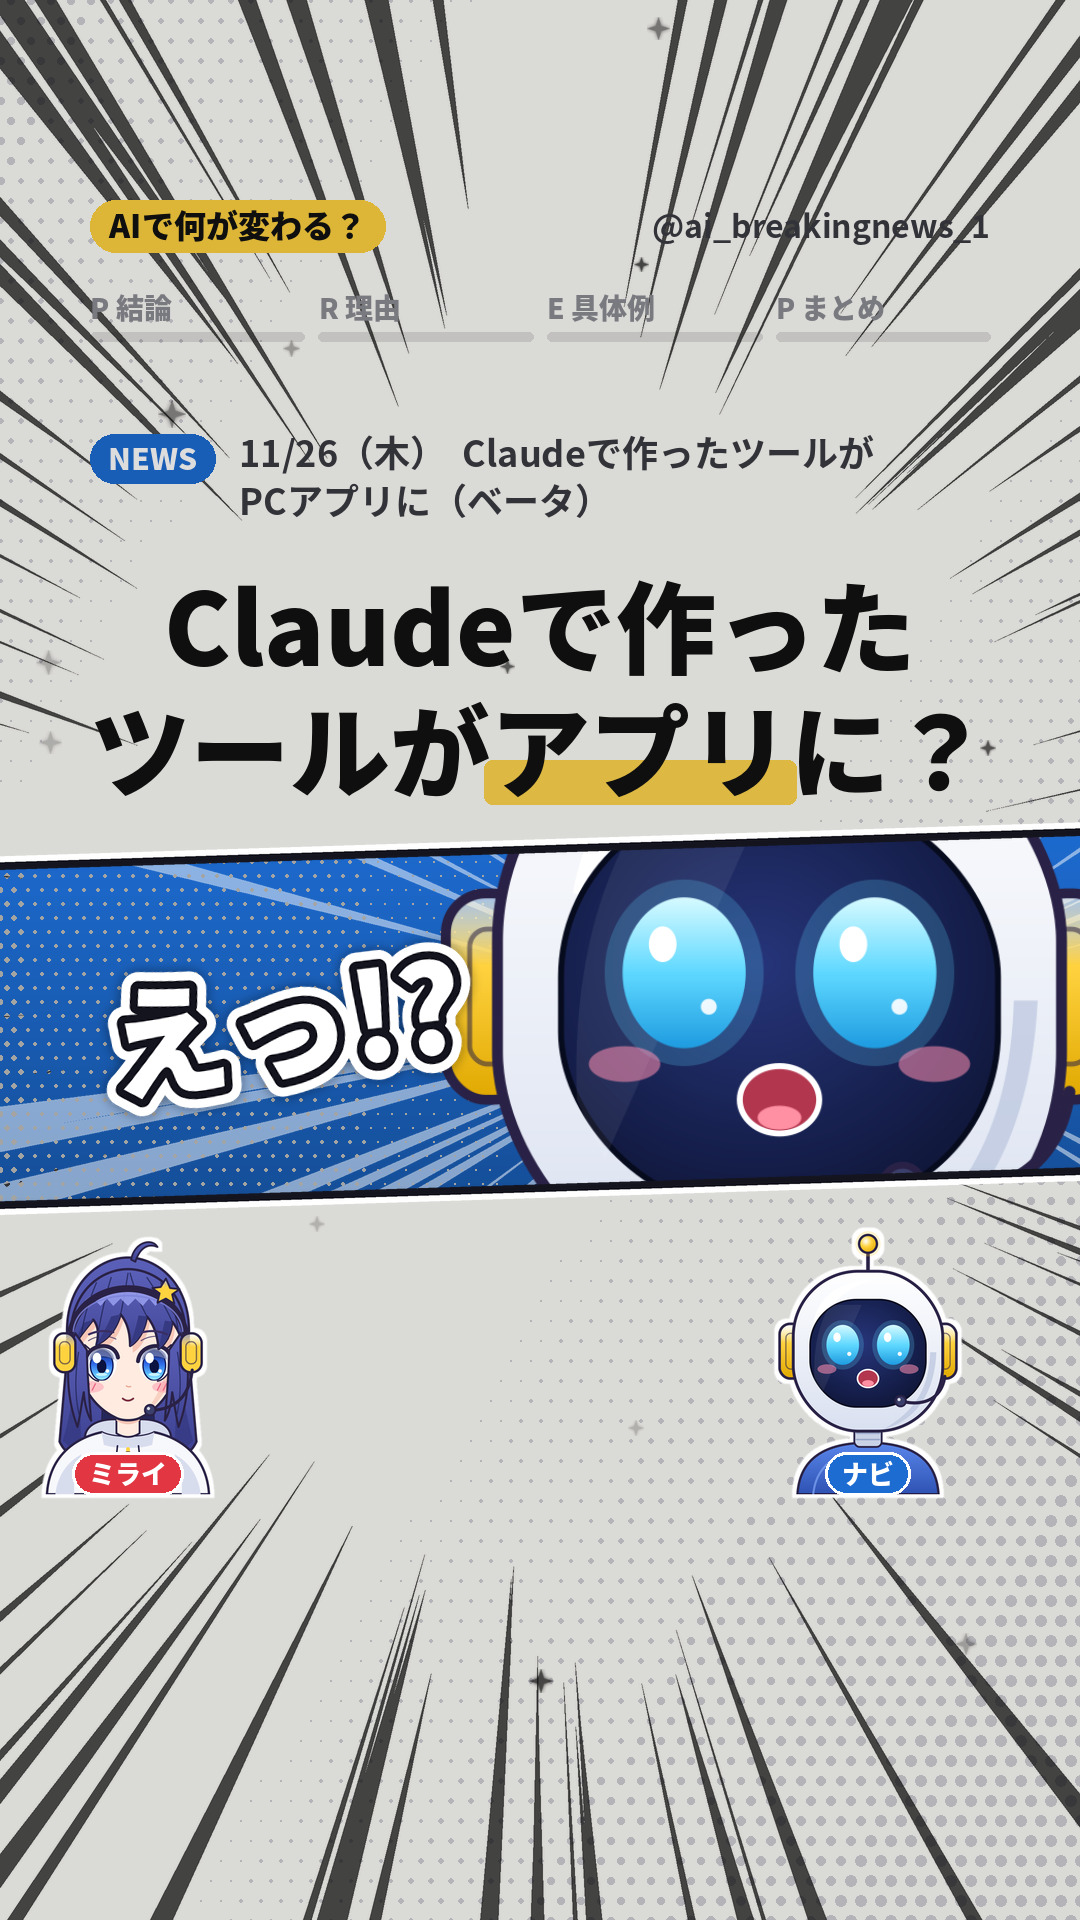 AIで何が変わる？
@ai_breakingnews_1
P 結論
R 理由
E 具体例
P まとめ
NEWS
11/26（木） Claudeで作ったツールが
PCアプリに（ベータ）
Claudeで作った
ツールがアプリに？
えっ!?
ミライ
ナビ